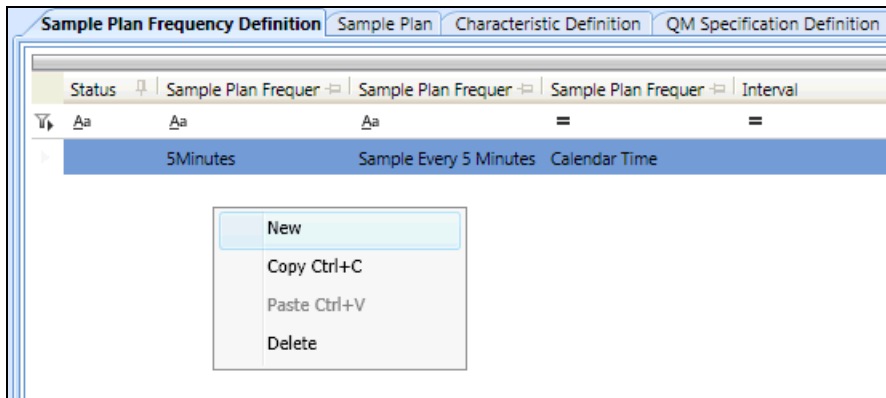 Sample Plan Frequency Definition Sample Plan Characteristic Definition QM Specification Definition
Status Sample Plan Frequer Sample Plan Frequer Sample Plan Frequer Interval
Aa Aa Aa = =
5Minutes Sample Every 5 Minutes Calendar Time
New
Copy Ctrl+C
Paste Ctrl+V
Delete